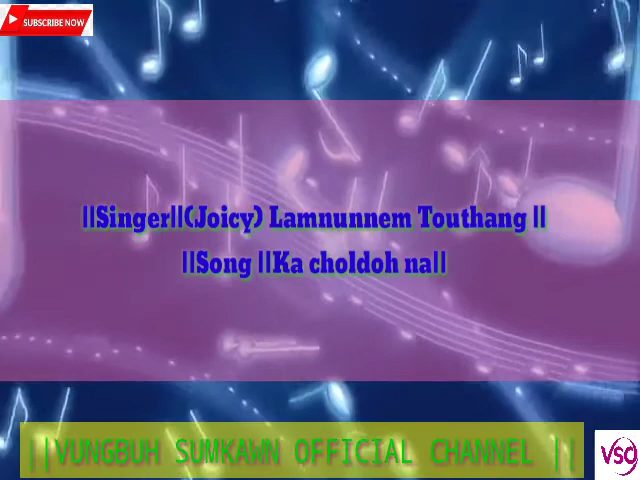 SUBSCRIBE NOW
||Singer||(Joicy) Lamnunnem Touthang ||
||Song ||Ka choldoh na||
||VUNGBUH SUMKAWN OFFICIAL CHANNEL ||
VSO